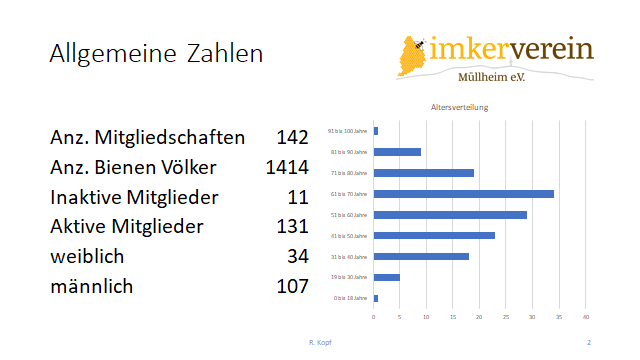 Allgemeine Zahlen
imkerverein
Müllheim e.V.
Anz. Mitgliedschaften 142
Anz. Bienen Völker 1414
Inaktive Mitglieder 11
Aktive Mitglieder 131
weiblich 34
männlich 107
Altersverteilung
91 bis 100 Jahre
81 bis 90 Jahre
71 bis 80 Jahre
61 bis 70 Jahre
51 bis 60 Jahre
41 bis 50 Jahre
31 bis 40 Jahre
19 bis 30 Jahre
0 bis 18 Jahre
0 5 10 15 20 25 30 35 40
R. Kopf
2